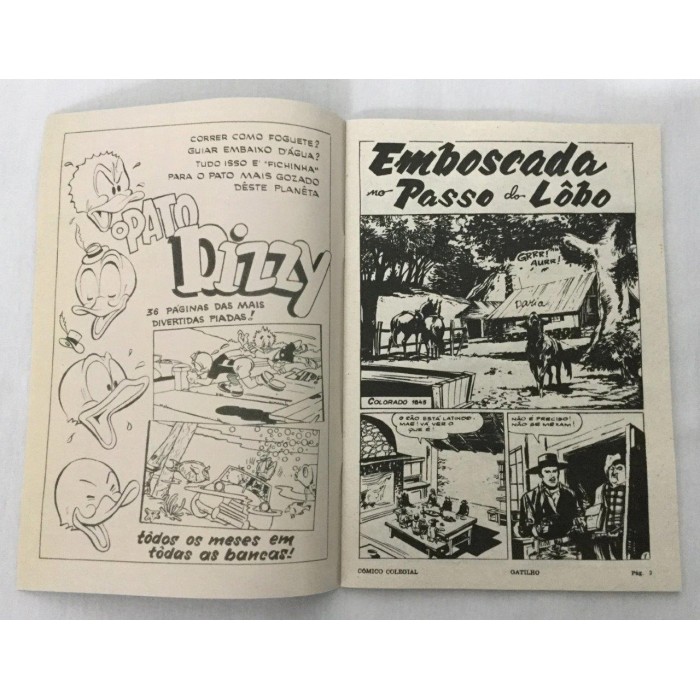 CORRER COMO FOGUETE?
GUIAR EMBAIXO D'ÁGUA?
TUDO ISSO E' "FICHINHA"
PARA O PATO MAIS GOZADO
DÊSTE PLANÊTA
O PATO
Dizzy
36 PÁGINAS DAS MAIS
DIVERTIDAS PIADAS!
todos os meses em
tôdas as bancas!
Emboscada
no Passo do Lôbo
GRRR!
AURR!
COLORADO 1848
O CÃO ESTÁ LATINDO
MAE! VÁ VER O
QUE É!
NÃO É PRECISO!
NÃO SE MEXAM!
CÔMICO COLEGIAL
GATILHO
Pág. 3